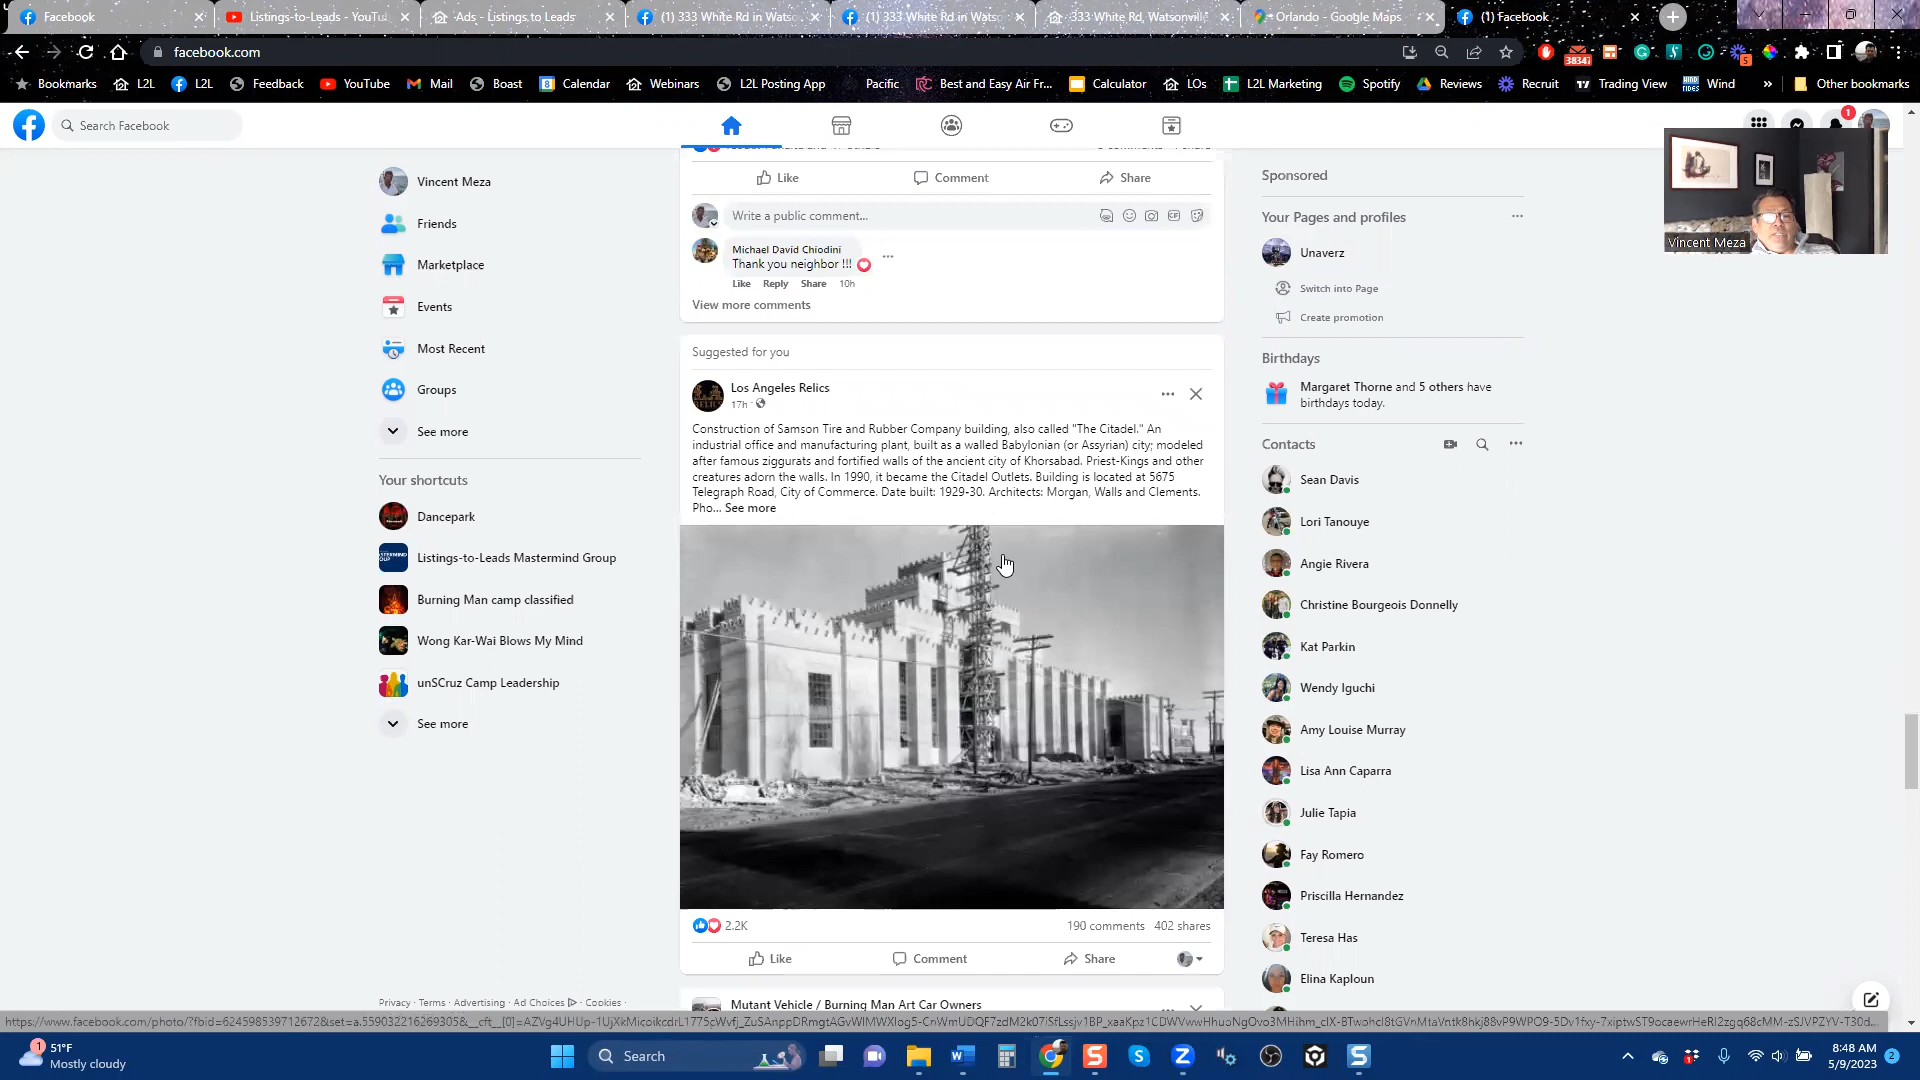 Facebook
Listings-to-Leads - YouTu
Ads - Listings to Leads
(1) 333 White Rd in Wats
(1) 333 White Rd in Wats
333 White Rd, Watsonvill
Orlando - Google Maps
(1) Facebook
facebook.com
38347
5
Bookmarks
L2L
L2L
Feedback
YouTube
Mail
Boast
Calendar
Webinars
L2L Posting App
Pacific
Best and Easy Air Fr...
Calculator
LOs
L2L Marketing
Spotify
Reviews
Recruit
Trading View
Wind
Other bookmarks
Search Facebook
1
Vincent Meza
Friends
Marketplace
Events
Most Recent
Groups
See more
Your shortcuts
Dancepark
Listings-to-Leads Mastermind Group
Burning Man camp classified
Wong Kar-Wai Blows My Mind
unSCruz Camp Leadership
See more
Privacy · Terms · Advertising · Ad Choices · Cookies ·
Like
Comment
Share
Write a public comment...
Michael David Chiodini
Thank you neighbor !!!
Like Reply Share 10h
View more comments
Suggested for you
Los Angeles Relics
17h ·
Construction of Samson Tire and Rubber Company building, also called "The Citadel." An
industrial office and manufacturing plant, built as a walled Babylonian (or Assyrian) city; modeled
after famous ziggurats and fortified walls of the ancient city of Khorsabad. Priest-Kings and other
creatures adorn the walls. In 1990, it became the Citadel Outlets. Building is located at 5675
Telegraph Road, City of Commerce. Date built: 1929-30. Architects: Morgan, Walls and Clements.
Pho... See more
2.2K
190 comments 402 shares
Like
Comment
Share
Mutant Vehicle / Burning Man Art Car Owners
Sponsored
Your Pages and profiles
Unaverz
Switch into Page
Create promotion
Birthdays
Margaret Thorne and 5 others have
birthdays today.
Contacts
Sean Davis
Lori Tanouye
Angie Rivera
Christine Bourgeois Donnelly
Kat Parkin
Wendy Iguchi
Amy Louise Murray
Lisa Ann Caparra
Julie Tapia
Fay Romero
Priscilla Hernandez
Teresa Has
Elina Kaploun
Vincent Meza
1
51°F
Mostly cloudy
Search
8:48 AM
5/9/2023
2